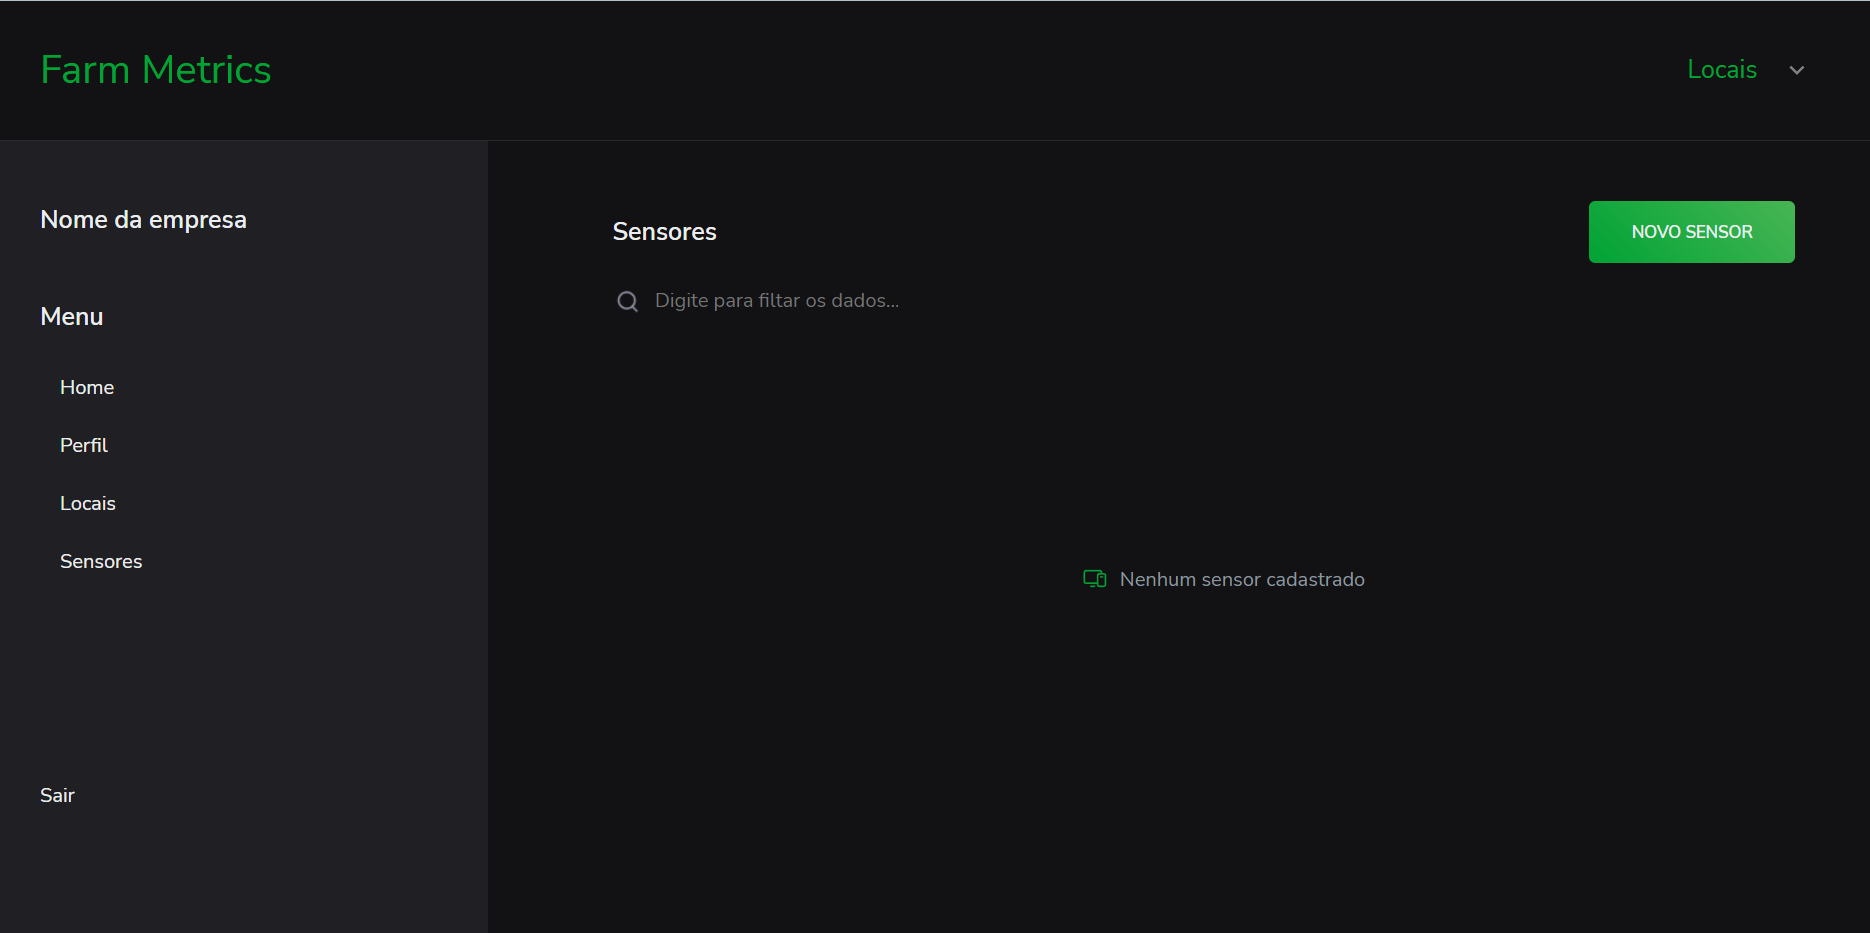 Farm Metrics
Locais
Nome da empresa
Menu
Home
Perfil
Locais
Sensores
Sair
Sensores
NOVO SENSOR
Digite para filtar os dados...
Nenhum sensor cadastrado